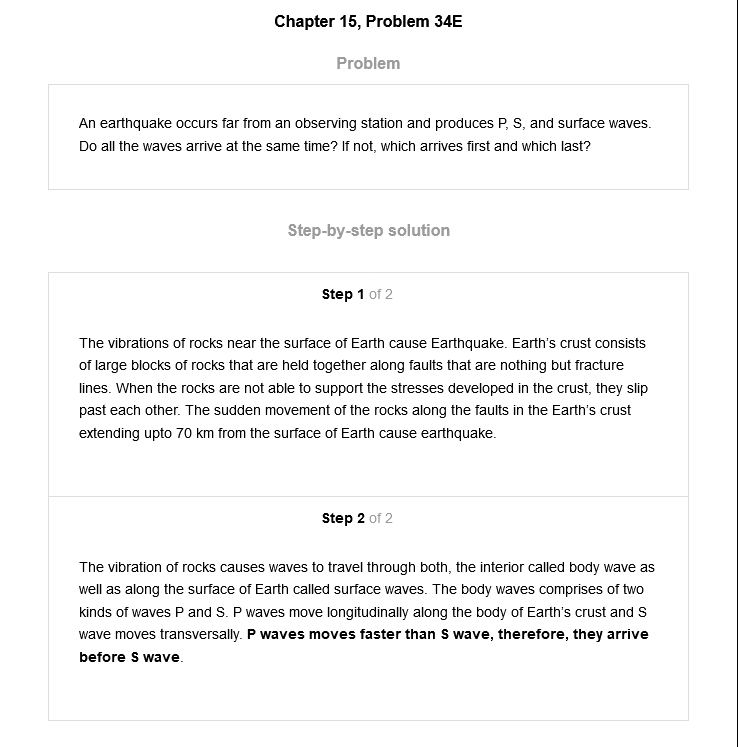 Chapter 15, Problem 34E
Problem
An earthquake occurs far from an observing station and produces P, S, and surface waves.
Do all the waves arrive at the same time? If not, which arrives first and which last?
Step-by-step solution
Step 1 of 2
The vibrations of rocks near the surface of Earth cause Earthquake. Earth's crust consists
of large blocks of rocks that are held together along faults that are nothing but fracture
lines. When the rocks are not able to support the stresses developed in the crust, they slip
past each other. The sudden movement of the rocks along the faults in the Earth's crust
extending upto 70 km from the surface of Earth cause earthquake.
Step 2 of 2
The vibration of rocks causes waves to travel through both, the interior called body wave as
well as along the surface of Earth called surface waves. The body waves comprises of two
kinds of waves P and S. P waves move longitudinally along the body of Earth's crust and S
wave moves transversally. P waves moves faster than S wave, therefore, they arrive
before S wave.